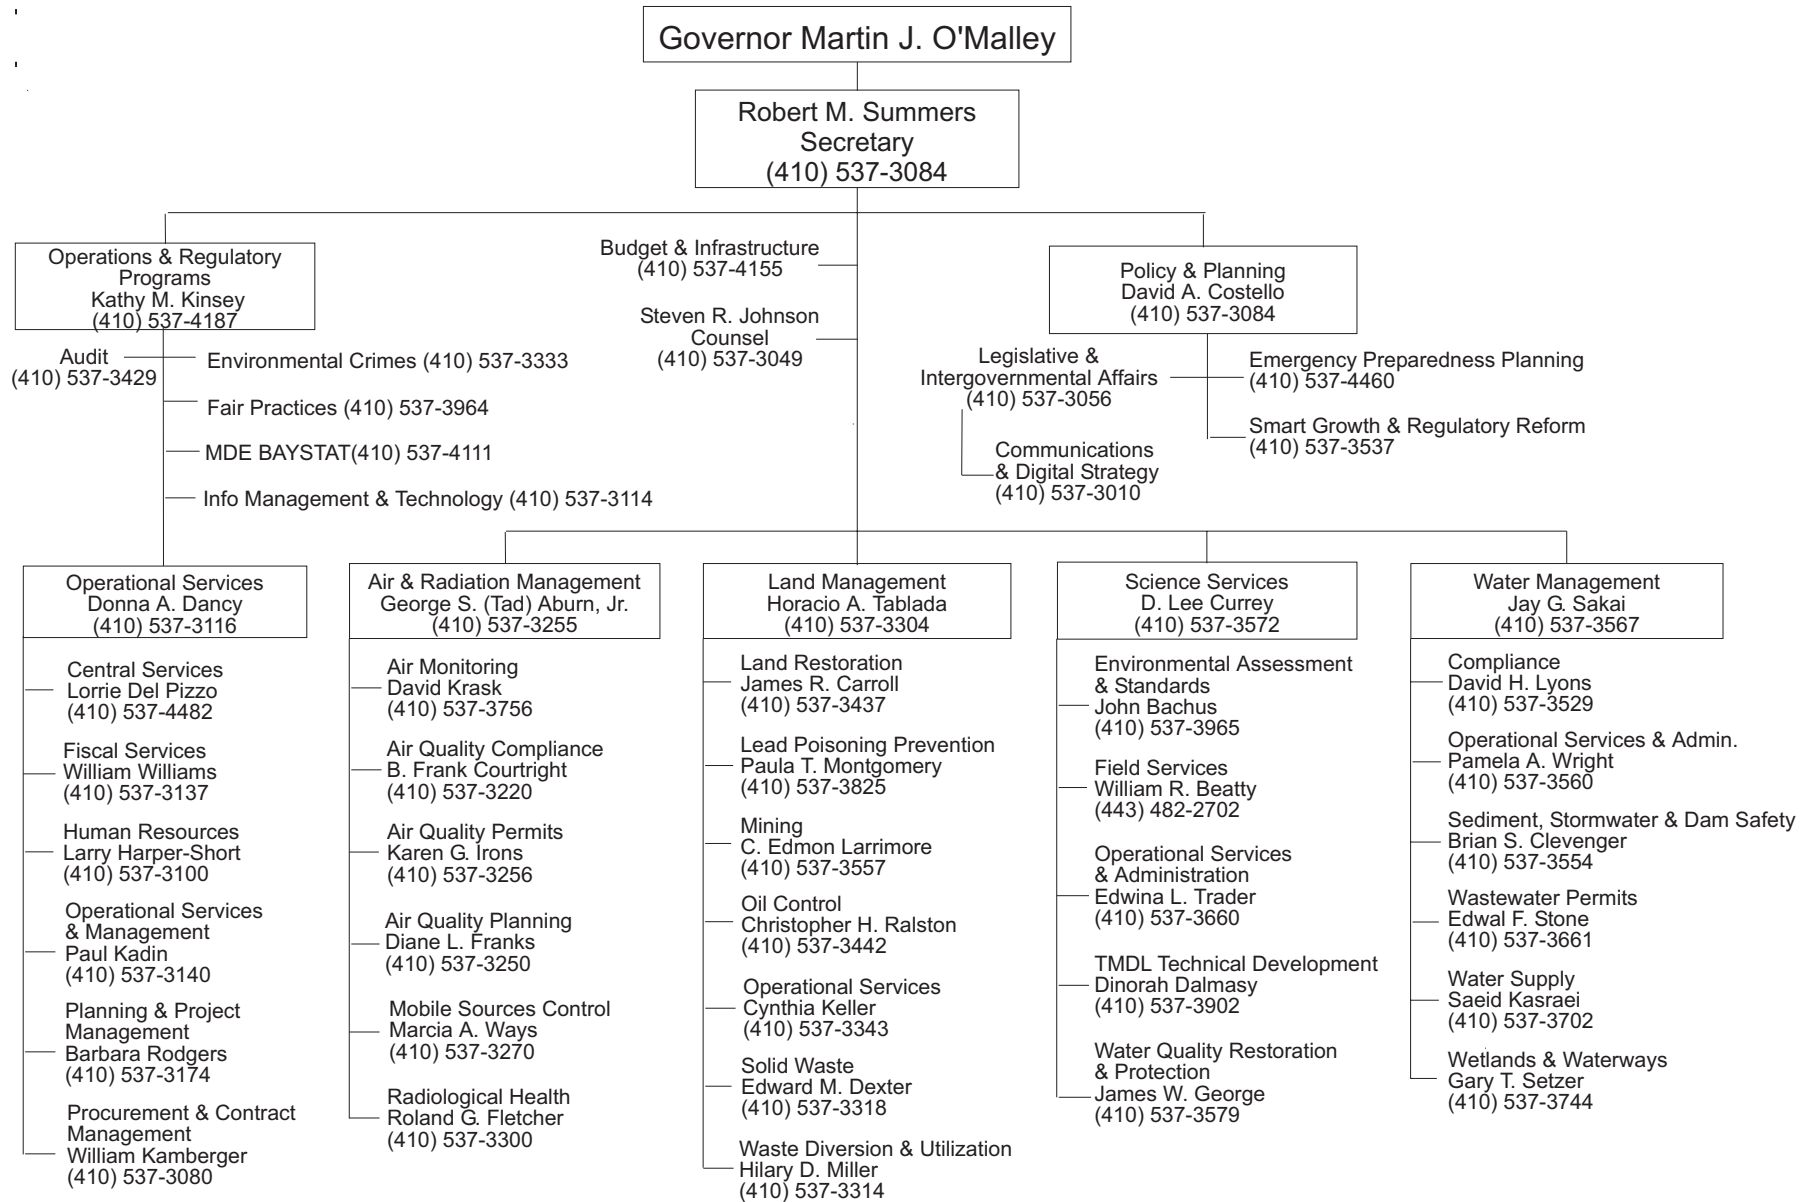 Governor Martin J. O'Malley
Robert M. Summers
Secretary
(410) 537-3084
Operations & Regulatory
Programs
Kathy M. Kinsey
(410) 537-4187
Audit
(410) 537-3429
Environmental Crimes (410) 537-3333
Fair Practices (410) 537-3964
MDE BAYSTAT(410) 537-4111
Info Management & Technology (410) 537-3114
Budget & Infrastructure
(410) 537-4155
Steven R. Johnson
Counsel
(410) 537-3049
Policy & Planning
David A. Costello
(410) 537-3084
Legislative &
Intergovernmental Affairs
(410) 537-3056
Communications
& Digital Strategy
(410) 537-3010
Emergency Preparedness Planning
(410) 537-4460
Smart Growth & Regulatory Reform
(410) 537-3537
Operational Services
Donna A. Dancy
(410) 537-3116
Central Services
Lorrie Del Pizzo
(410) 537-4482
Fiscal Services
William Williams
(410) 537-3137
Human Resources
Larry Harper-Short
(410) 537-3100
Operational Services
& Management
Paul Kadin
(410) 537-3140
Planning & Project
Management
Barbara Rodgers
(410) 537-3174
Procurement & Contract
Management
William Kamberger
(410) 537-3080
Air & Radiation Management
George S. (Tad) Aburn, Jr.
(410) 537-3255
Air Monitoring
David Krask
(410) 537-3756
Air Quality Compliance
B. Frank Courtright
(410) 537-3220
Air Quality Permits
Karen G. Irons
(410) 537-3256
Air Quality Planning
Diane L. Franks
(410) 537-3250
Mobile Sources Control
Marcia A. Ways
(410) 537-3270
Radiological Health
Roland G. Fletcher
(410) 537-3300
Land Management
Horacio A. Tablada
(410) 537-3304
Land Restoration
James R. Carroll
(410) 537-3437
Lead Poisoning Prevention
Paula T. Montgomery
(410) 537-3825
Mining
C. Edmon Larrimore
(410) 537-3557
Oil Control
Christopher H. Ralston
(410) 537-3442
Operational Services
Cynthia Keller
(410) 537-3343
Solid Waste
Edward M. Dexter
(410) 537-3318
Waste Diversion & Utilization
Hilary D. Miller
(410) 537-3314
Science Services
D. Lee Currey
(410) 537-3572
Environmental Assessment
& Standards
John Bachus
(410) 537-3965
Field Services
William R. Beatty
(443) 482-2702
Operational Services
& Administration
Edwina L. Trader
(410) 537-3660
TMDL Technical Development
Dinorah Dalmasy
(410) 537-3902
Water Quality Restoration
& Protection
James W. George
(410) 537-3579
Water Management
Jay G. Sakai
(410) 537-3567
Compliance
David H. Lyons
(410) 537-3529
Operational Services & Admin.
Pamela A. Wright
(410) 537-3560
Sediment, Stormwater & Dam Safety
Brian S. Clevenger
(410) 537-3554
Wastewater Permits
Edwal F. Stone
(410) 537-3661
Water Supply
Saeid Kasraei
(410) 537-3702
Wetlands & Waterways
Gary T. Setzer
(410) 537-3744